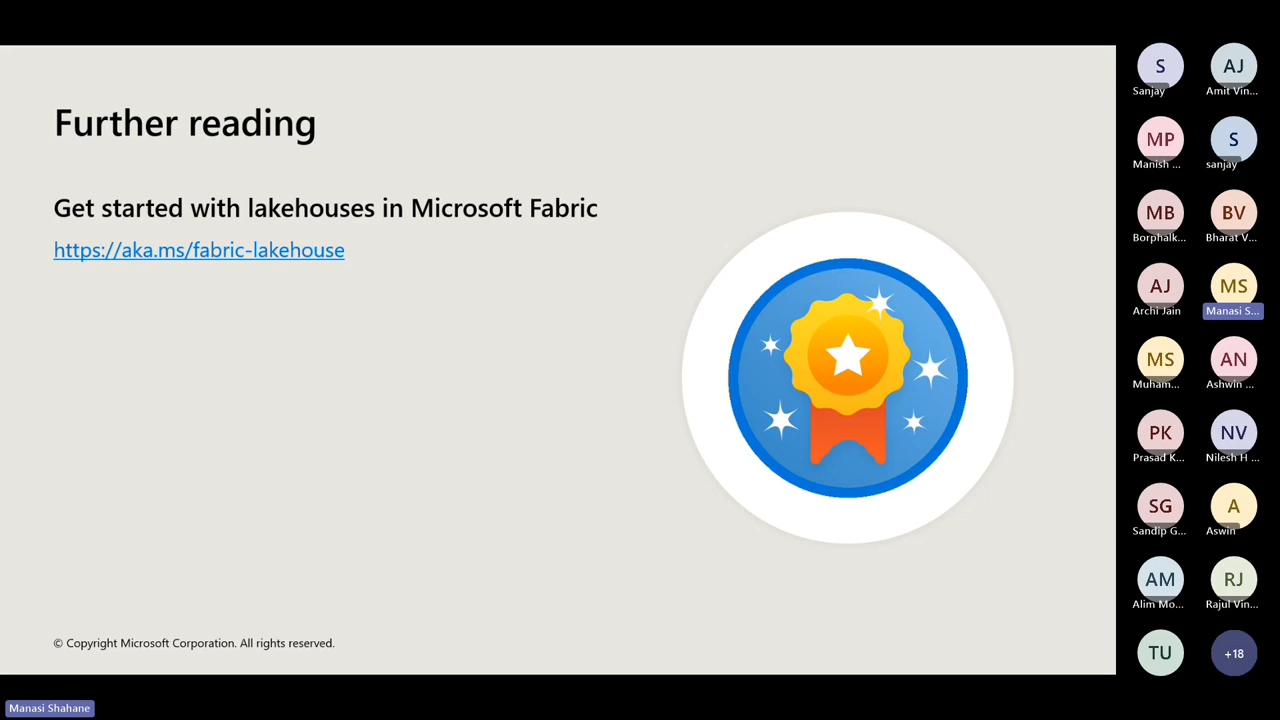 Further reading
Get started with lakehouses in Microsoft Fabric
https://aka.ms/fabric-lakehouse
© Copyright Microsoft Corporation. All rights reserved.
S
Sanjay
AJ
Amit Vin...
MP
Manish ...
S
sanjay
MB
Borphalk...
BV
Bharat V...
AJ
Archi Jain
MS
Manasi S...
MS
Muham...
AN
Ashwin ...
PK
Prasad K...
NV
Nilesh H ...
SG
Sandip G...
A
Aswin
AM
Alim Mo...
RJ
Rajul Vin...
TU
+18
Manasi Shahane